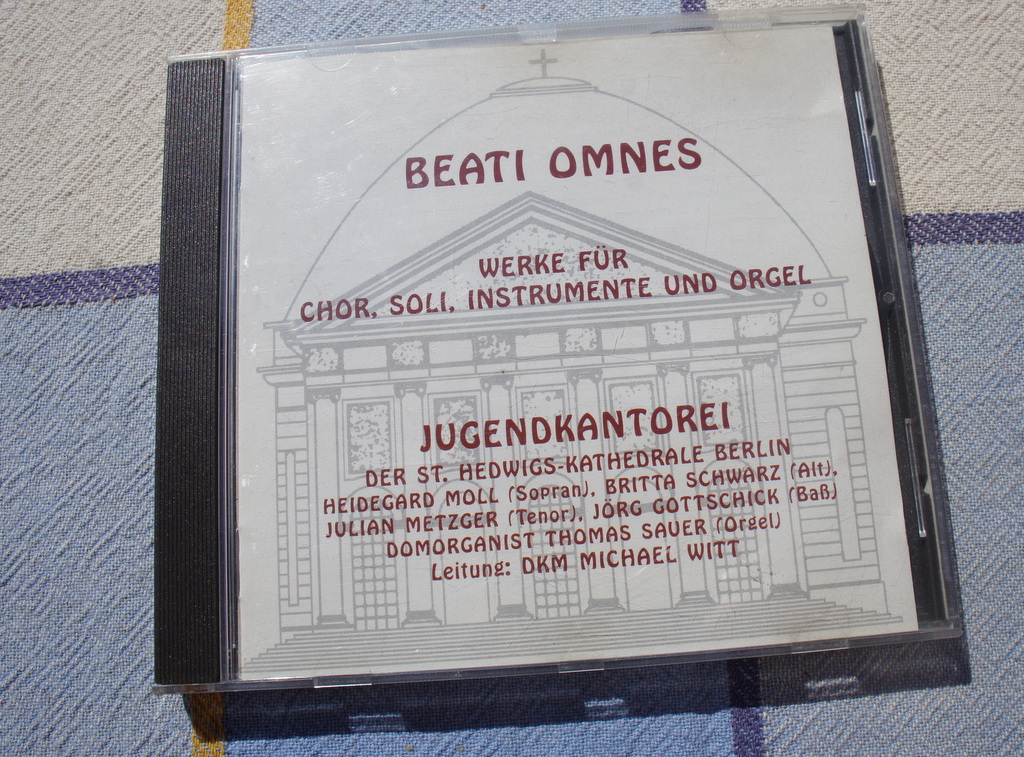 BEATI OMNES
WERKE FÜR
CHOR, SOLI, INSTRUMENTE UND ORGEL
JUGENDKANTOREI
DER ST. HEDWIGS-KATHEDRALE BERLIN
HEIDEGARD MOLL (Sopran), BRITTA SCHWARZ (Alt),
JULIAN METZGER (Tenor), JÖRG GOTTSCHICK (Baß)
DOMORGANIST THOMAS SAUER (Orgel)
Leitung: DKM MICHAEL WITT